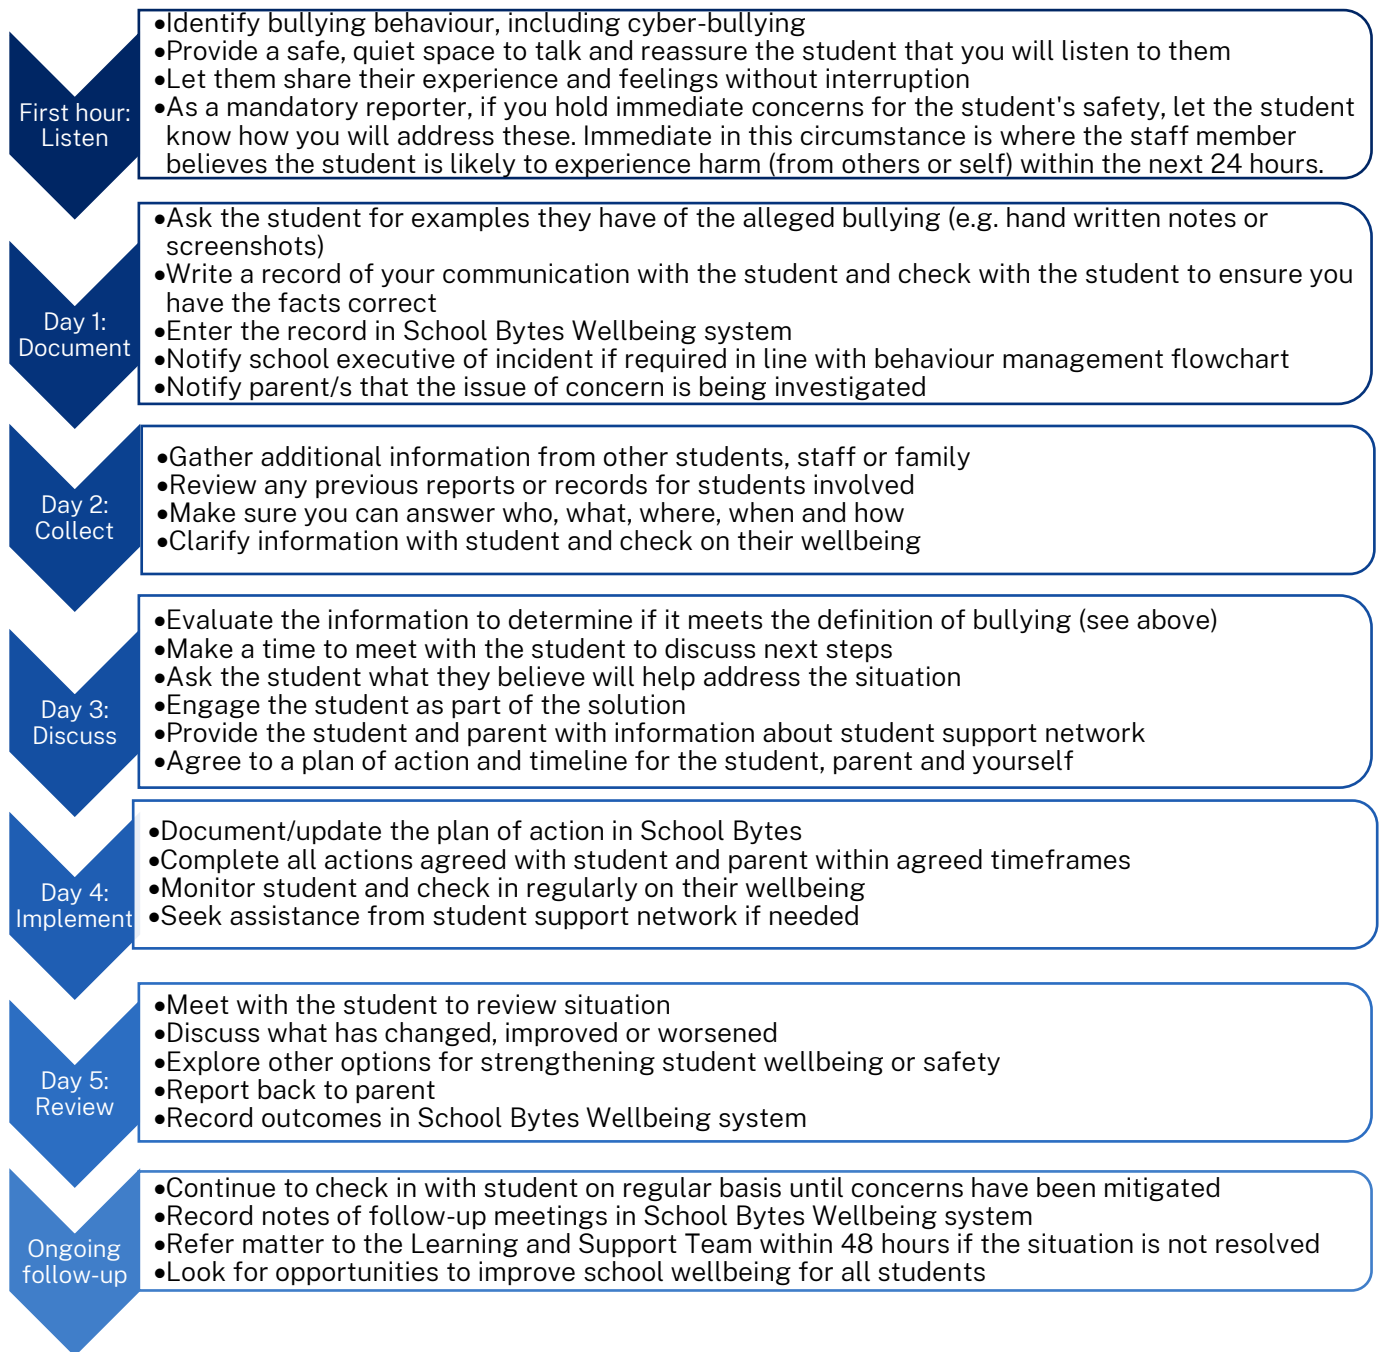 First hour:
Listen
•Identify bullying behaviour, including cyber-bullying
•Provide a safe, quiet space to talk and reassure the student that you will listen to them
•Let them share their experience and feelings without interruption
•As a mandatory reporter, if you hold immediate concerns for the student's safety, let the student
know how you will address these. Immediate in this circumstance is where the staff member
believes the student is likely to experience harm (from others or self) within the next 24 hours.
Day 1:
Document
•Ask the student for examples they have of the alleged bullying (e.g. hand written notes or
screenshots)
•Write a record of your communication with the student and check with the student to ensure you
have the facts correct
•Enter the record in School Bytes Wellbeing system
•Notify school executive of incident if required in line with behaviour management flowchart
•Notify parent/s that the issue of concern is being investigated
Day 2:
Collect
•Gather additional information from other students, staff or family
•Review any previous reports or records for students involved
•Make sure you can answer who, what, where, when and how
•Clarify information with student and check on their wellbeing
Day 3:
Discuss
•Evaluate the information to determine if it meets the definition of bullying (see above)
•Make a time to meet with the student to discuss next steps
•Ask the student what they believe will help address the situation
•Engage the student as part of the solution
•Provide the student and parent with information about student support network
•Agree to a plan of action and timeline for the student, parent and yourself
Day 4:
Implement
•Document/update the plan of action in School Bytes
•Complete all actions agreed with student and parent within agreed timeframes
•Monitor student and check in regularly on their wellbeing
•Seek assistance from student support network if needed
Day 5:
Review
•Meet with the student to review situation
•Discuss what has changed, improved or worsened
•Explore other options for strengthening student wellbeing or safety
•Report back to parent
•Record outcomes in School Bytes Wellbeing system
Ongoing
follow-up
•Continue to check in with student on regular basis until concerns have been mitigated
•Record notes of follow-up meetings in School Bytes Wellbeing system
•Refer matter to the Learning and Support Team within 48 hours if the situation is not resolved
•Look for opportunities to improve school wellbeing for all students